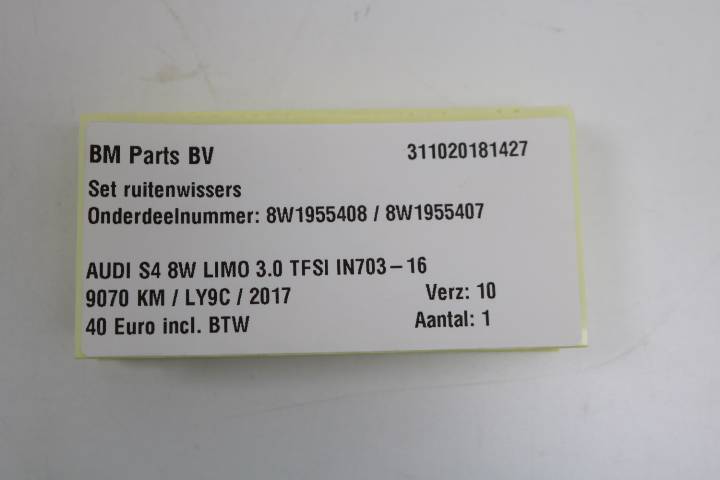 BM Parts BV 311020181427
Set ruitenwissers
Onderdeelnummer: 8W1955408 / 8W1955407
AUDI S4 8W LIMO 3.0 TFSI IN703-16
9070 KM / LY9C / 2017 Verz: 10
40 Euro incl. BTW Aantal: 1